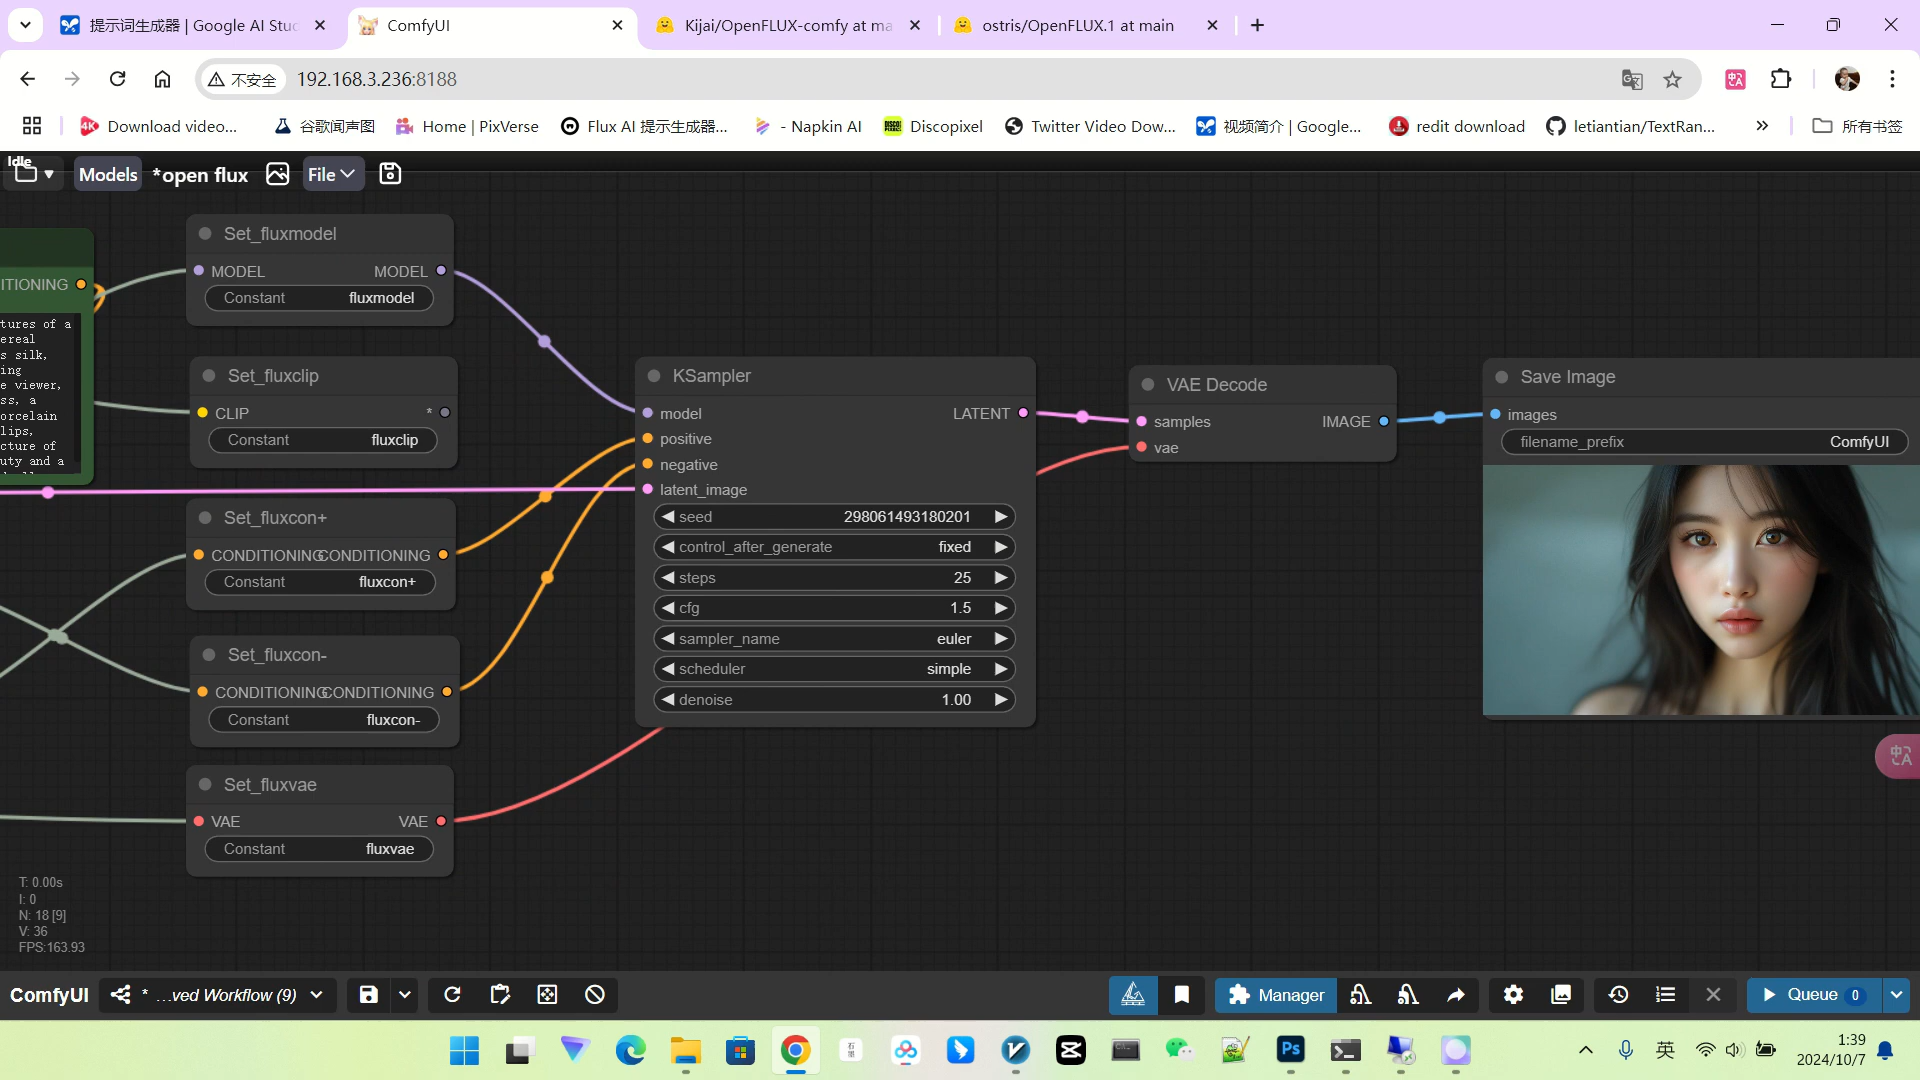 提示词生成器 | Google AI Stuc
ComfyUI
Kijai/OpenFLUX-comfy at ma
ostris/OpenFLUX.1 at main
不安全
192.168.3.236:8188
Download video...
谷歌闻声图
Home | PixVerse
Flux AI 提示生成器...
- Napkin AI
Discopixel
Twitter Video Dow...
视频简介 | Google...
redit download
letiantian/TextRan...
所有书签
Idle
Models
*open flux
File
Set_fluxmodel
MODEL MODEL
Constant fluxmodel
ITIONING
tures of a
ereal
s silk,
ing
e viewer,
ss, a
orcelain
lips,
cture of
uty and a
Set_fluxclip
CLIP *
Constant fluxclip
Set_fluxcon+
CONDITIONING CONDITIONING
Constant fluxcon+
Set_fluxcon-
CONDITIONING CONDITIONING
Constant fluxcon-
Set_fluxvae
VAE VAE
Constant fluxvae
KSampler
model LATENT
positive
negative
latent_image
seed 298061493180201
control_after_generate fixed
steps 25
cfg 1.5
sampler_name euler
scheduler simple
denoise 1.00
VAE Decode
samples IMAGE
vae
Save Image
images
filename_prefix ComfyUI
中A
T: 0.00s
I: 0
N: 18 [9]
V: 36
FPS:163.93
ComfyUI
* ...ved Workflow (9)
Manager
Queue 0
石墨
Ps
英
1:39
2024/10/7